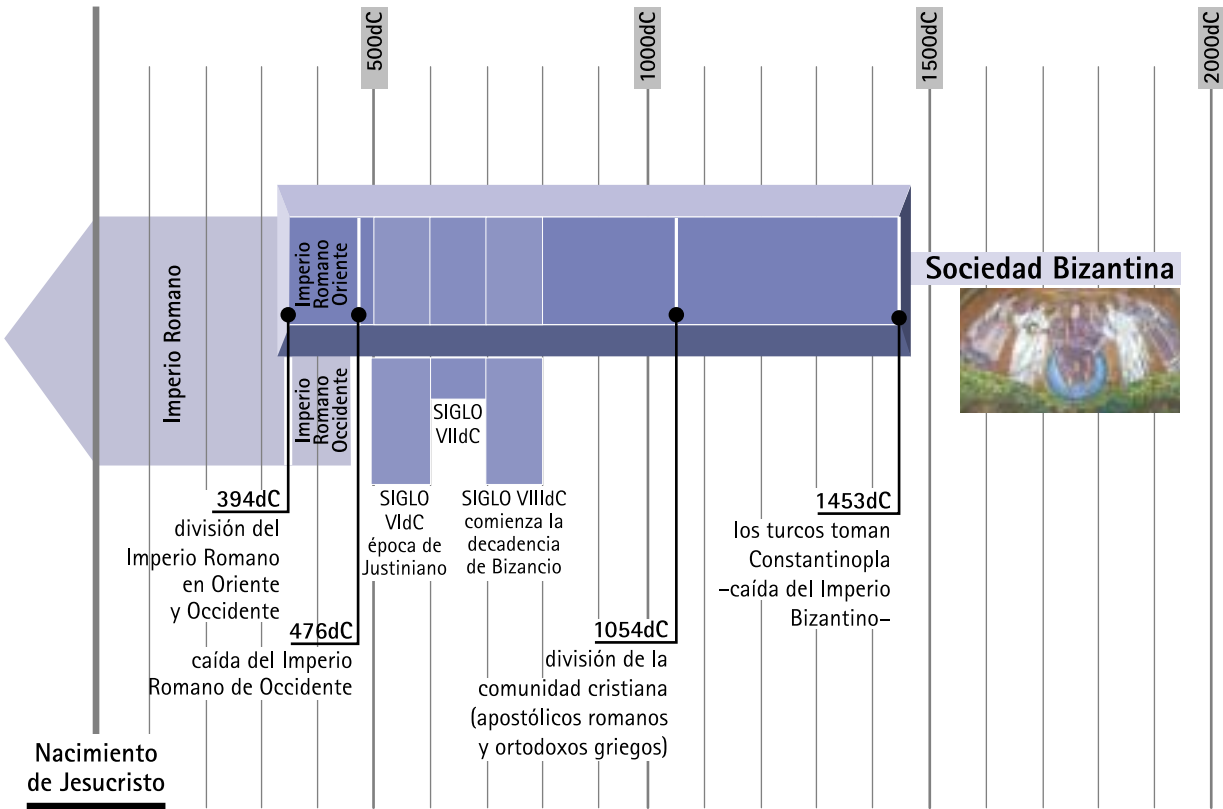 500dC
1000dC
1500dC
2000dC
Imperio Romano
Imperio
Romano
Oriente
Imperio
Romano
Occidente
Sociedad Bizantina
394dC
división del
Imperio Romano
en Oriente
y Occidente
476dC
caída del Imperio
Romano de Occidente
SIGLO
VIdC
época de
Justiniano
SIGLO
VIIdC
SIGLO VIIIdC
comienza la
decadencia
de Bizancio
1054dC
división de la
comunidad cristiana
(apostólicos romanos
y ortodoxos griegos)
1453dC
los turcos toman
Constantinopla
–caída del Imperio
Bizantino–
Nacimiento
de Jesucristo